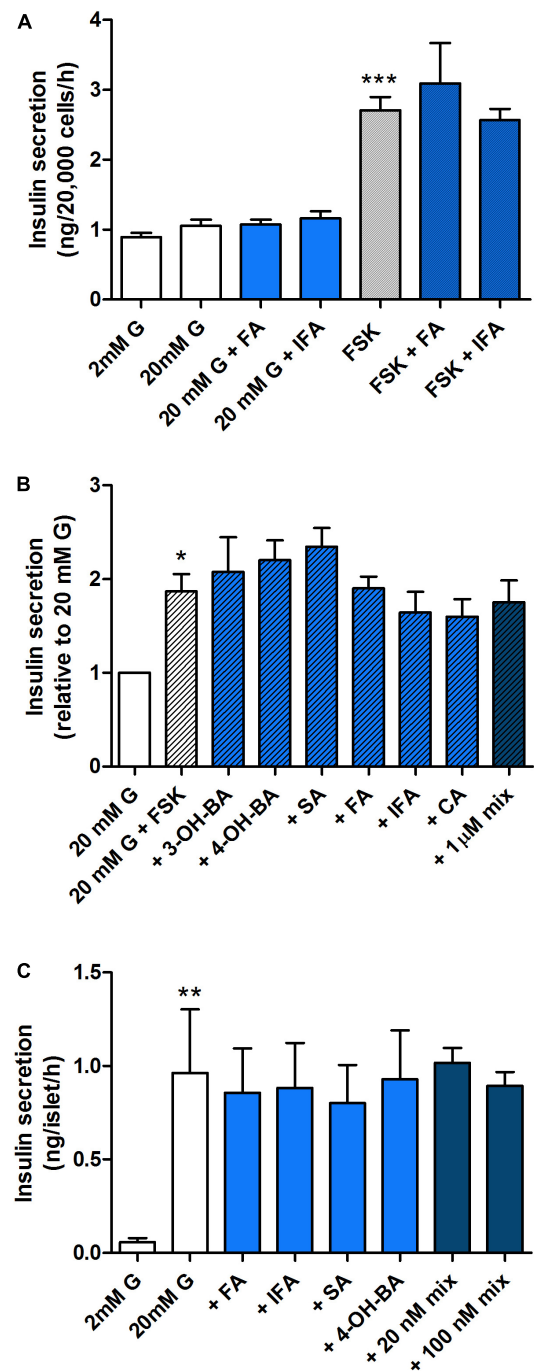 A
Insulin secretion
(ng/20,000 cells/h)
4
3
2
1
0
***
2mM G
20mM G
20 mM G + FA
20 mM G + IFA
FSK
FSK + FA
FSK + IFA
B
Insulin secretion
(relative to 20 mM G)
3
2
1
0
*
20 mM G
20 mM G + FSK
+ 3-OH-BA
+ 4-OH-BA
+ SA
+ FA
+ IFA
+ CA
+ 1µM mix
C
Insulin secretion
(ng/islet/h)
1.5
1.0
0.5
0.0
**
2mM G
20mM G
+ FA
+ IFA
+ SA
+ 4-OH-BA
+ 20 nM mix
+ 100 nM mix